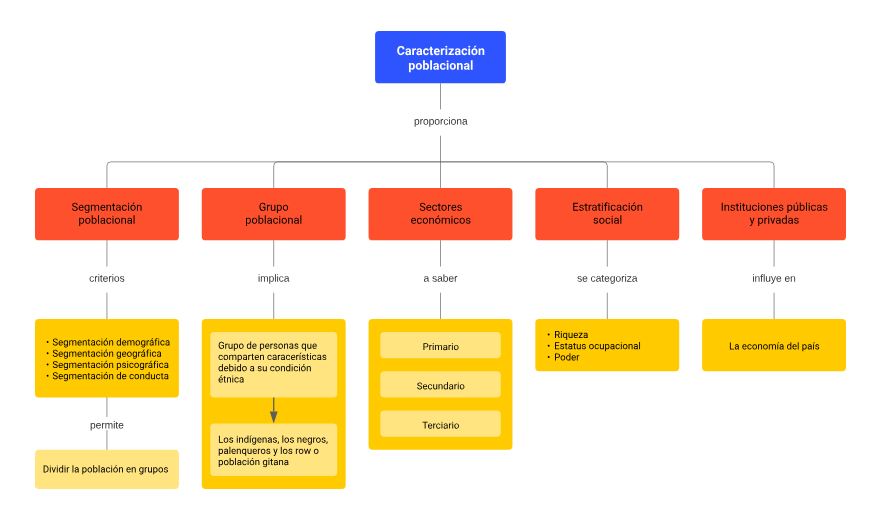 Caracterización
poblacional
proporciona
Segmentación
poblacional
Grupo
poblacional
Sectores
económicos
Estratificación
social
Instituciones públicas
y privadas
criterios
implica
a saber
se categoriza
influye en
• Segmentación demográfica
• Segmentación geográfica
• Segmentación psicográfica
• Segmentación de conducta
permite
Dividir la población en grupos
Grupo de personas que
comparten caracerísticas
debido a su condición
étnica
Los indígenas, los negros,
palenqueros y los row o
población gitana
Primario
Secundario
Terciario
• Riqueza
• Estatus ocupacional
• Poder
La economía del país